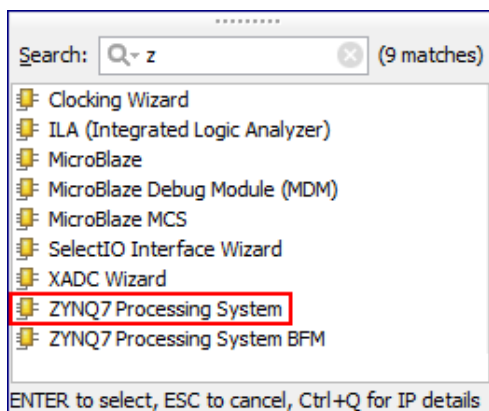 Search: z (9 matches)
Clocking Wizard
ILA (Integrated Logic Analyzer)
MicroBlaze
MicroBlaze Debug Module (MDM)
MicroBlaze MCS
SelectIO Interface Wizard
XADC Wizard
ZYNQ7 Processing System
ZYNQ7 Processing System BFM
ENTER to select, ESC to cancel, Ctrl+Q for IP details